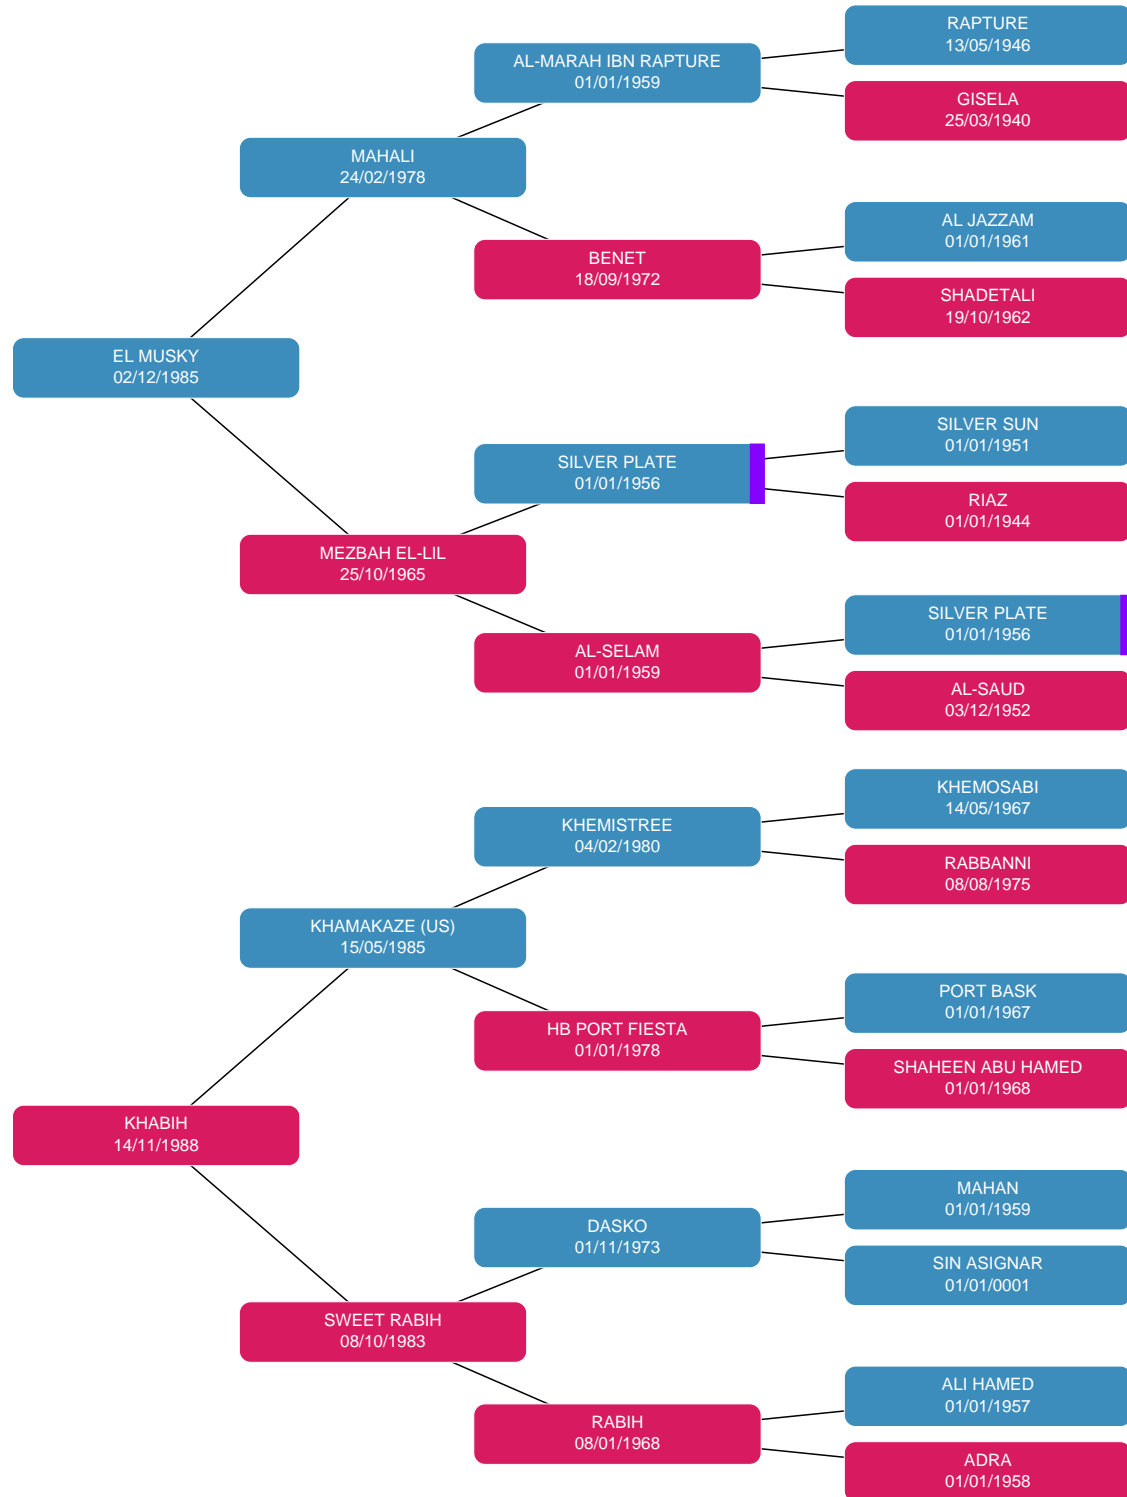 RAPTURE
13/05/1946
AL-MARAH IBN RAPTURE
01/01/1959
GISELA
25/03/1940
MAHALI
24/02/1978
AL JAZZAM
01/01/1961
BENET
18/09/1972
SHADETALI
19/10/1962
EL MUSKY
02/12/1985
SILVER SUN
01/01/1951
SILVER PLATE
01/01/1956
RIAZ
01/01/1944
MEZBAH EL-LIL
25/10/1965
SILVER PLATE
01/01/1956
AL-SELAM
01/01/1959
AL-SAUD
03/12/1952
KHEMOSABI
14/05/1967
KHEMISTREE
04/02/1980
RABBANNI
08/08/1975
KHAMAKAZE (US)
15/05/1985
PORT BASK
01/01/1967
HB PORT FIESTA
01/01/1978
SHAHEEN ABU HAMED
01/01/1968
KHABIH
14/11/1988
MAHAN
01/01/1959
DASKO
01/11/1973
SIN ASIGNAR
01/01/0001
SWEET RABIH
08/10/1983
ALI HAMED
01/01/1957
RABIH
08/01/1968
ADRA
01/01/1958